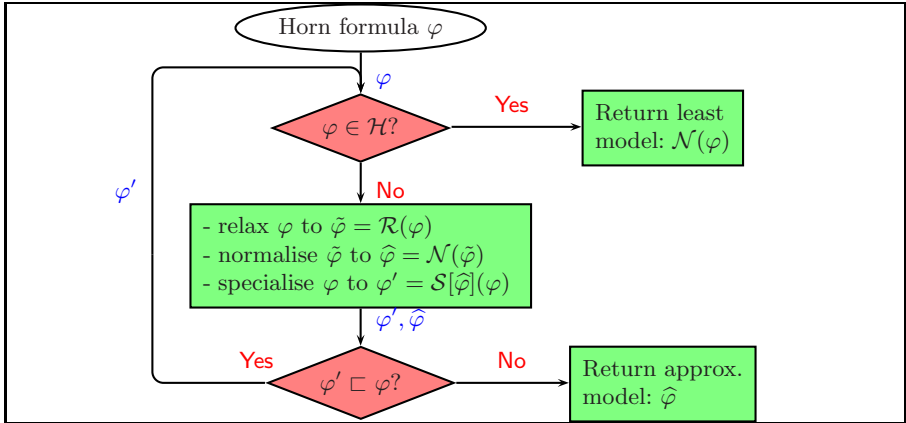 Horn formula φ
φ
φ ∈ ℋ?
Yes
Return least
model: 𝒩(φ)
No
φ′
- relax φ to φ̃ = ℛ(φ)
- normalise φ̃ to φ̂ = 𝒩(φ̃)
- specialise φ to φ′ = 𝒮[φ̂](φ)
φ′, φ̂
Yes
φ′ ⊏ φ?
No
Return approx.
model: φ̂